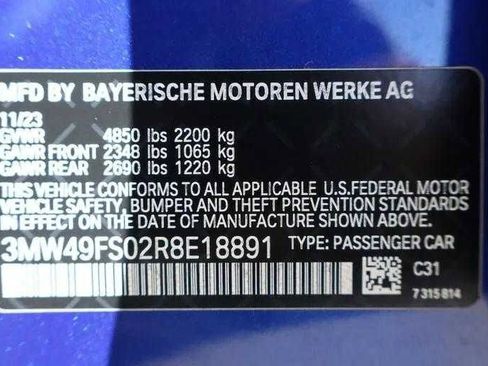 MFD BY BAYERISCHE MOTOREN WERKE AG
11/23
GVWR 4850 lbs 2200 kg
GAWR FRONT 2348 lbs 1065 kg
GAWR REAR 2690 lbs 1220 kg
THIS VEHICLE CONFORMS TO ALL APPLICABLE U.S.FEDERAL MOTOR
VEHICLE SAFETY, BUMPER AND THEFT PREVENTION STANDARDS
IN EFFECT ON THE DATE OF MANUFACTURE SHOWN ABOVE.
3MW49FS02R8E18891 TYPE: PASSENGER CAR
C31
7315814